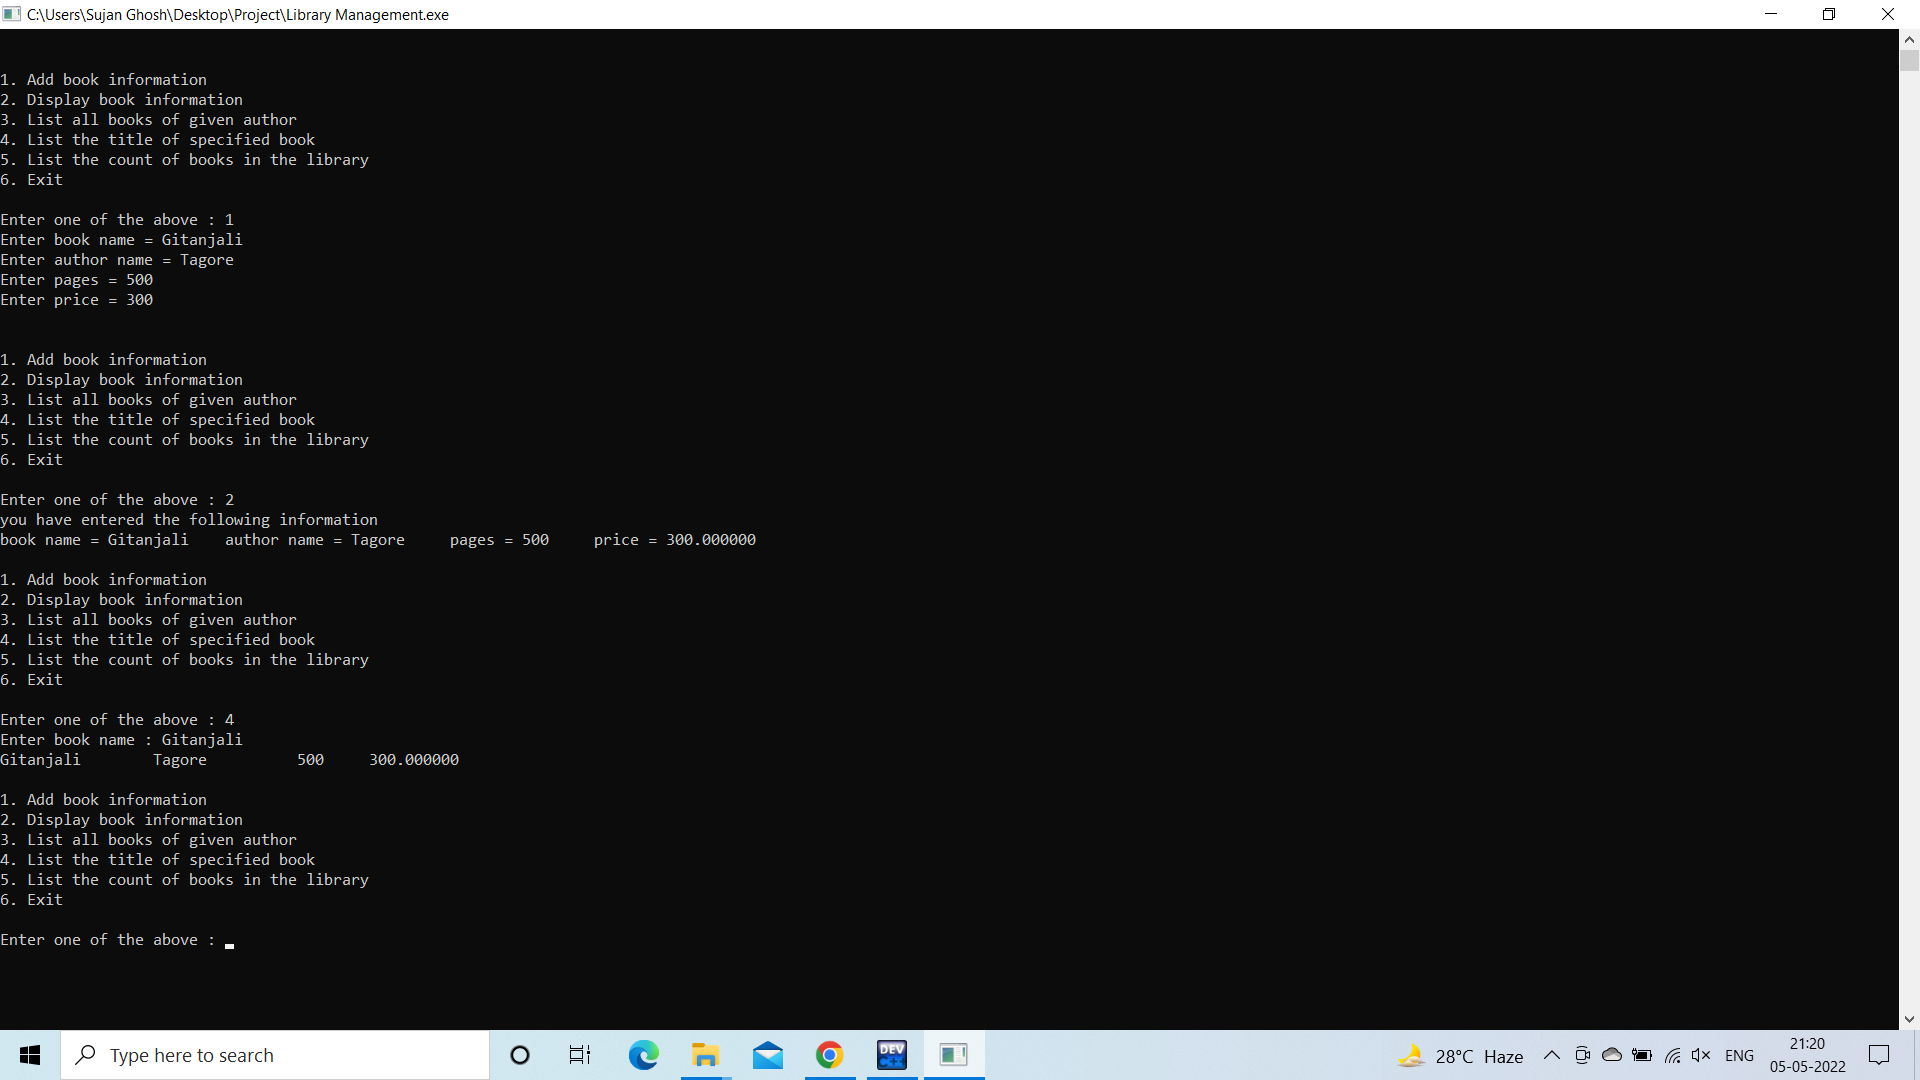 C:\Users\Sujan Ghosh\Desktop\Project\Library Management.exe
1. Add book information
2. Display book information
3. List all books of given author
4. List the title of specified book
5. List the count of books in the library
6. Exit
Enter one of the above : 1
Enter book name = Gitanjali
Enter author name = Tagore
Enter pages = 500
Enter price = 300
1. Add book information
2. Display book information
3. List all books of given author
4. List the title of specified book
5. List the count of books in the library
6. Exit
Enter one of the above : 2
you have entered the following information
book name = Gitanjali    author name = Tagore     pages = 500     price = 300.000000
1. Add book information
2. Display book information
3. List all books of given author
4. List the title of specified book
5. List the count of books in the library
6. Exit
Enter one of the above : 4
Enter book name : Gitanjali
Gitanjali        Tagore          500     300.000000
1. Add book information
2. Display book information
3. List all books of given author
4. List the title of specified book
5. List the count of books in the library
6. Exit
Enter one of the above :
Type here to search
DEV C++
28°C Haze
ENG
21:20
05-05-2022